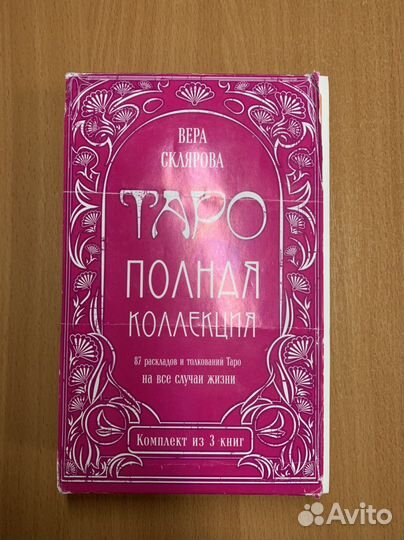 ВЕРА
СКЛЯРОВА
ТАРО
ПОЛНАЯ
КОЛЛЕКЦИЯ
87 раскладов и толкований Таро
на все случаи жизни
Комплект из 3 книг
Avito